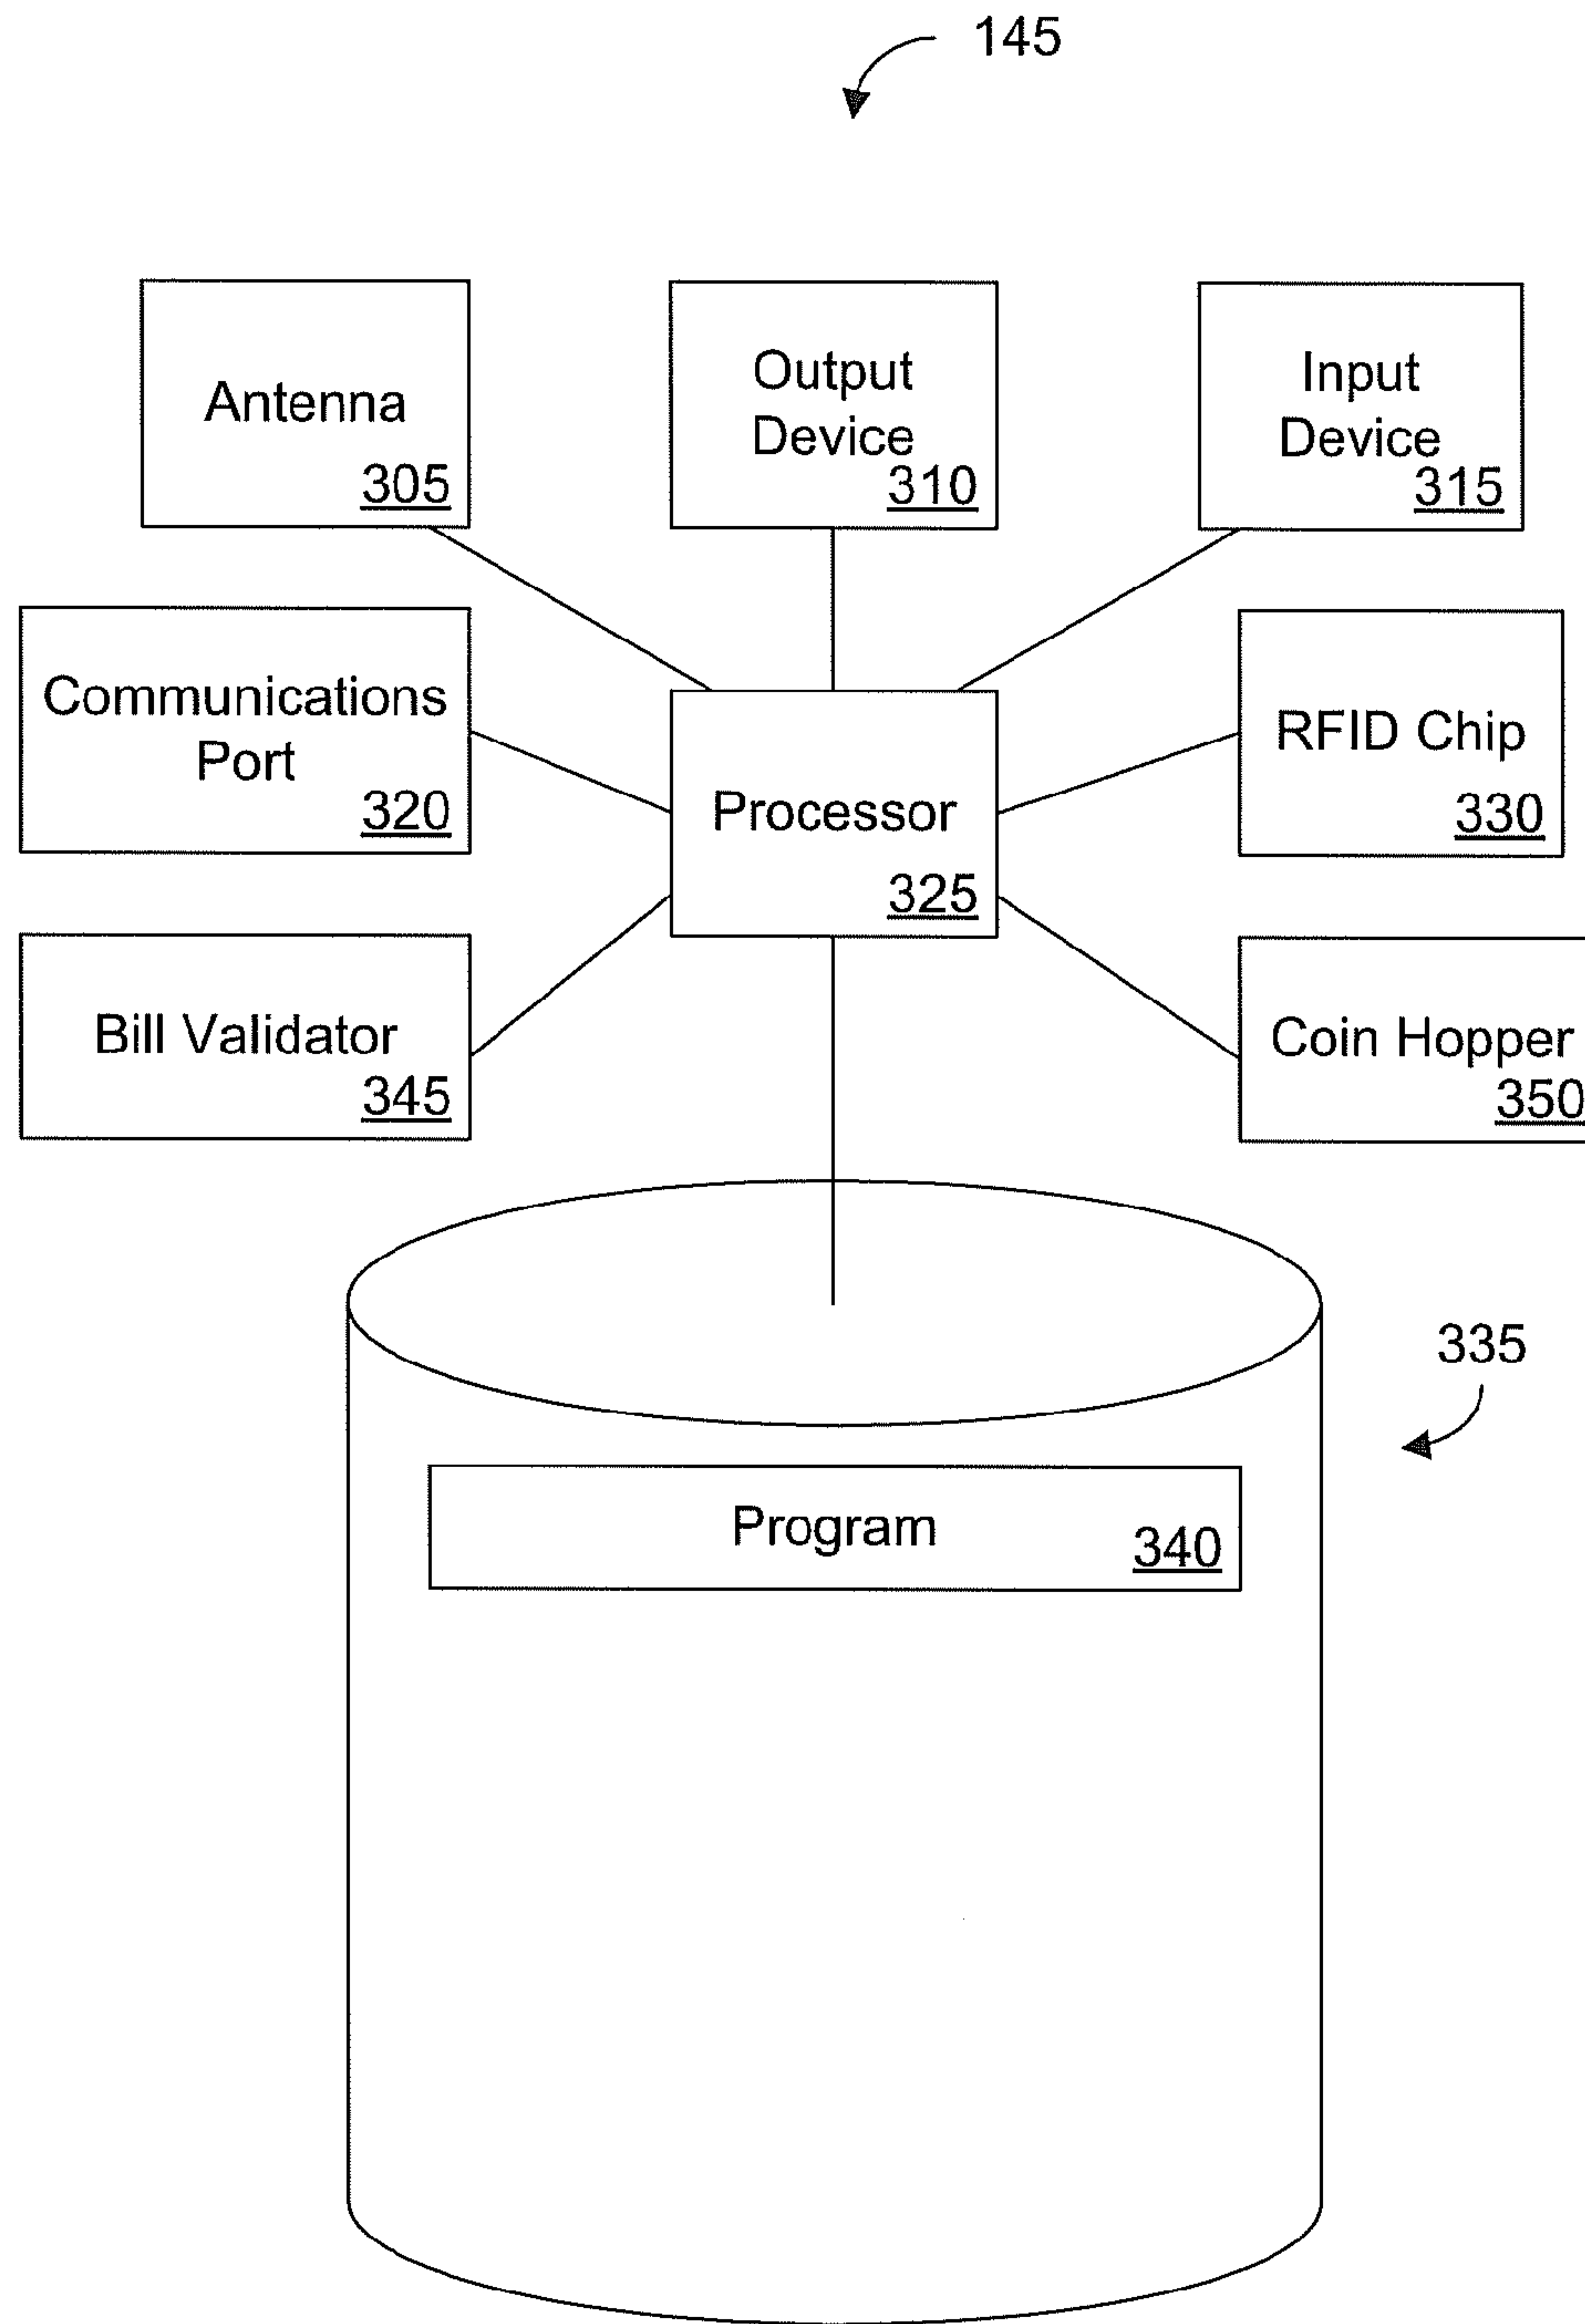 145
Antenna
305
Output
Device
310
Input
Device
315
Communications
Port
320
Processor
325
RFID Chip
330
Bill Validator
345
Coin Hopper
350
335
Program
340